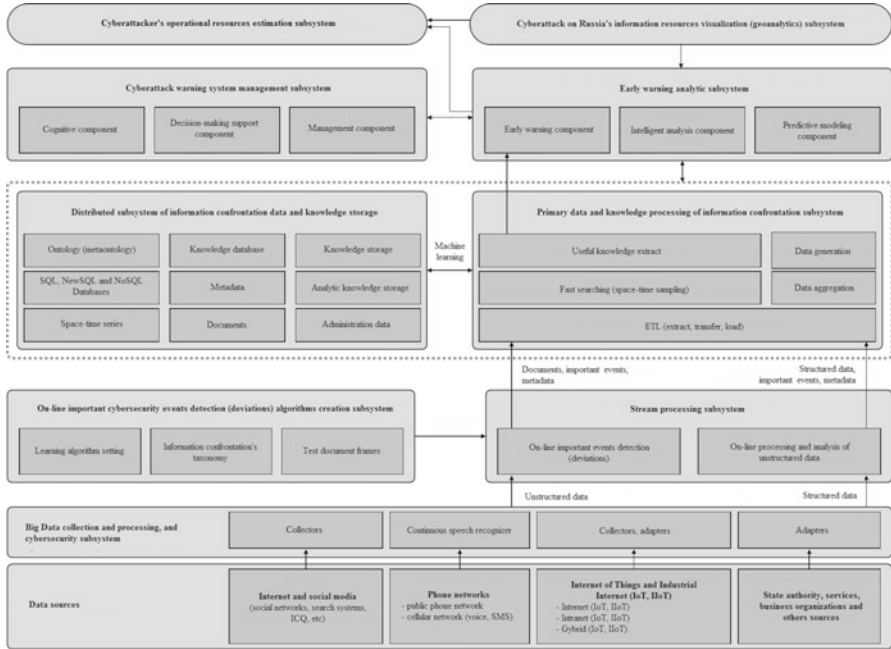 Cyberattacker's operational resources estimation subsystem
Cyberattack on Russia's information resources visualization (geoanalytics) subsystem
Cyberattack warning system management subsystem
Cognitive component
Decision-making support
component
Management component
Early warning analytic subsystem
Early warning component
Intelligent analysis component
Predictive modeling
component
Distributed subsystem of information confrontation data and knowledge storage
Ontology (metaontology)
Knowledge database
Knowledge storage
SQL, NewSQL and NoSQL
Databases
Metadata
Analytic knowledge storage
Space-time series
Documents
Administration data
Machine
learning
Primary data and knowledge processing of information confrontation subsystem
Useful knowledge extract
Data generation
Fast searching (space-time sampling)
Data aggregation
ETL (extract, transfer, load)
Documents, important events,
metadata
Structured data,
important events, metadata
On-line important cybersecurity events detection (deviations) algorithms creation subsystem
Learning algorithm setting
Information confrontation's
taxonomy
Test document frames
Stream processing subsystem
On-line important events detection
(deviations)
On-line processing and analysis of
unstructured data
Unstructured data
Structured data
Big Data collection and processing, and
cybersecurity subsystem
Collectors
Continuous speech recognizer
Collectors, adapters
Adapters
Data sources
Internet and social media
(social networks, search systems,
ICQ, etc)
Phone networks
- public phone network
- cellular network (voice, SMS)
Internet of Things and Industrial
Internet (IoT, IIoT)
- Internet (IoT, IIoT)
- Intranet (IoT, IIoT)
- Gybrid (IoT, IIoT)
State authority, services,
business organizations and
others sources